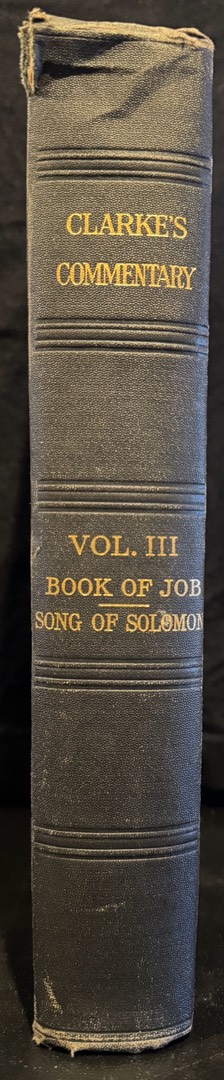 CLARKE'S
COMMENTARY
VOL. III
BOOK OF JOB
SONG OF SOLOMON